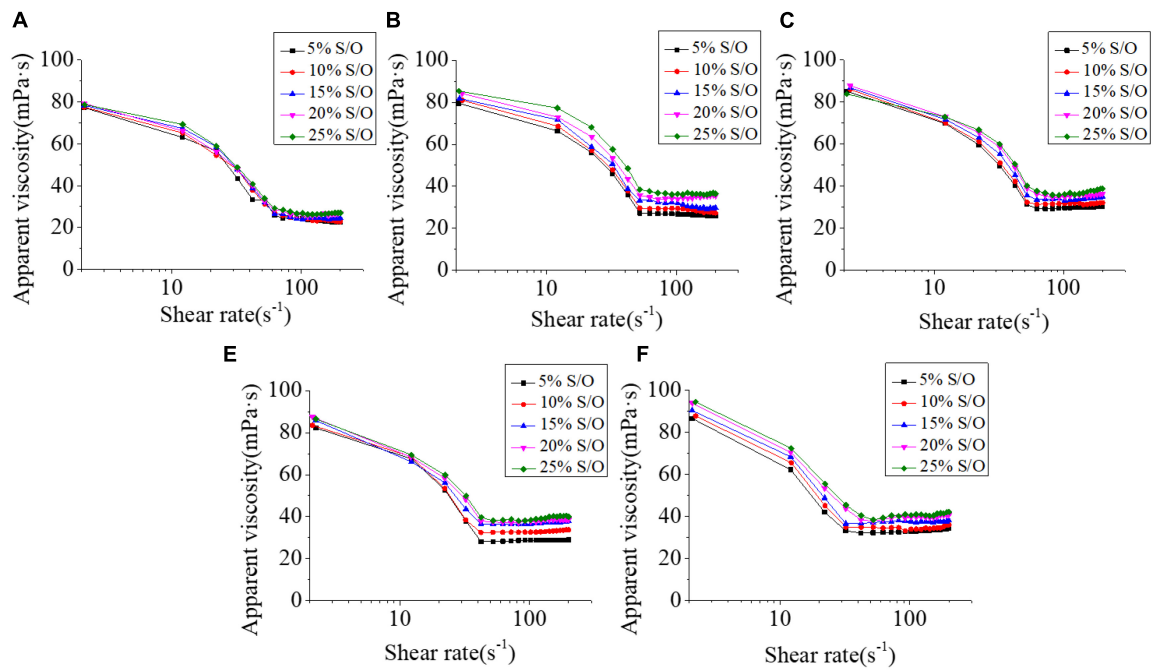 A
Apparent viscosity(mPa·s)
100
80
60
40
20
0
10
100
Shear rate(s⁻¹)
5% S/O
10% S/O
15% S/O
20% S/O
25% S/O
B
Apparent viscosity(mPa·s)
100
80
60
40
20
0
10
100
Shear rate(s⁻¹)
5% S/O
10% S/O
15% S/O
20% S/O
25% S/O
C
Apparent viscosity(mPa·s)
100
80
60
40
20
0
10
100
Shear rate(s⁻¹)
5% S/O
10% S/O
15% S/O
20% S/O
25% S/O
E
Apparent viscosity(mPa·s)
100
80
60
40
20
0
10
100
Shear rate(s⁻¹)
5% S/O
10% S/O
15% S/O
20% S/O
25% S/O
F
Apparent viscosity(mPa·s)
100
80
60
40
20
0
10
100
Shear rate(s⁻¹)
5% S/O
10% S/O
15% S/O
20% S/O
25% S/O